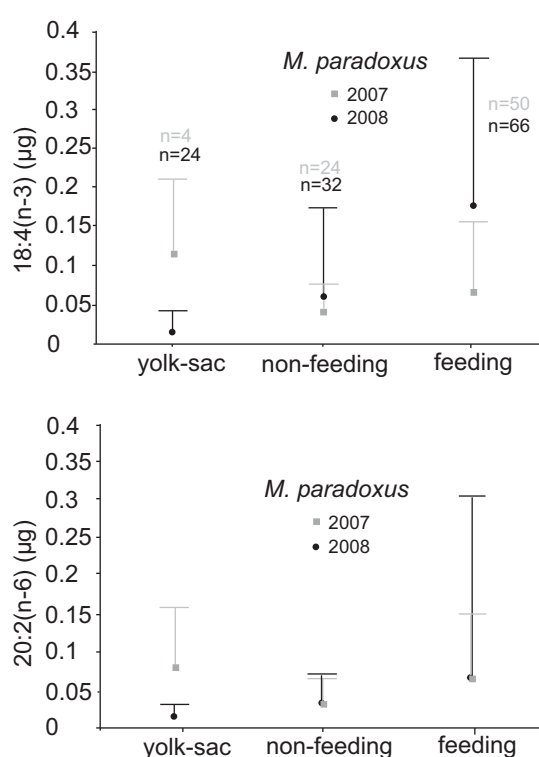 0.4
0.35
0.3
0.25
0.2
0.15
0.1
0.05
0
18:4(n-3) (µg)
M. paradoxus
2007
2008
n=4
n=24
n=24
n=32
n=50
n=66
yolk-sac non-feeding feeding
0.4
0.3
0.25
0.2
0.15
0.1
0.05
0
20:2(n-6) (µg)
M. paradoxus
2007
2008
yolk-sac non-feeding feeding